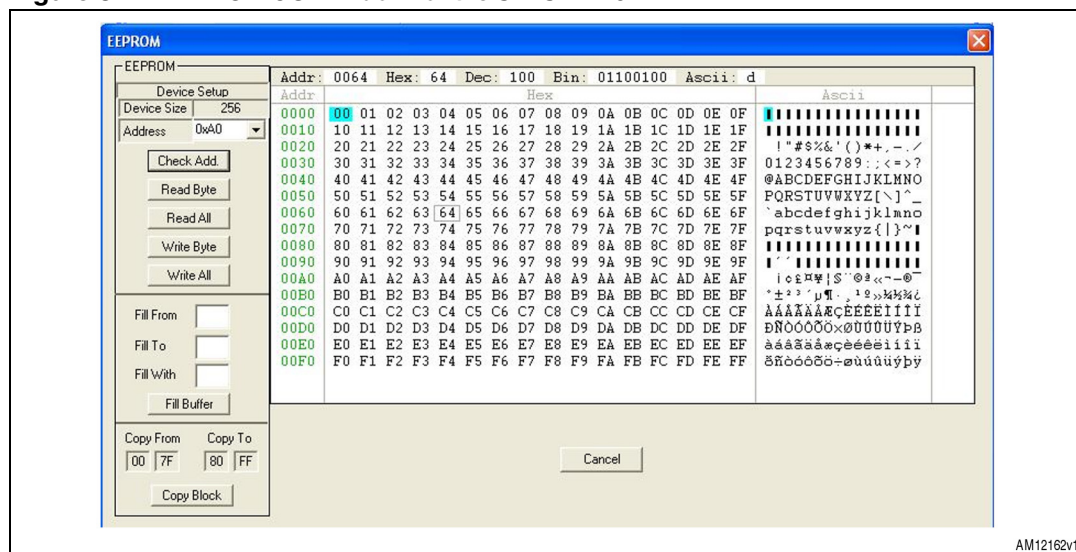 EEPROM
EEPROM
Device Setup
Device Size 256
Address 0xA0
Check Add.
Read Byte
Read All
Write Byte
Write All
Fill From
Fill To
Fill With
Fill Buffer
Copy From Copy To
00 7F 80 FF
Copy Block
Addr: 0064 Hex: 64 Dec: 100 Bin: 01100100 Ascii: d
Addr Hex Ascii
0000 00 01 02 03 04 05 06 07 08 09 0A 0B 0C 0D 0E 0F
0010 10 11 12 13 14 15 16 17 18 19 1A 1B 1C 1D 1E 1F
0020 20 21 22 23 24 25 26 27 28 29 2A 2B 2C 2D 2E 2F !"#$%&'()*+,-./
0030 30 31 32 33 34 35 36 37 38 39 3A 3B 3C 3D 3E 3F 0123456789:;<=>?
0040 40 41 42 43 44 45 46 47 48 49 4A 4B 4C 4D 4E 4F @ABCDEFGHIJKLMNO
0050 50 51 52 53 54 55 56 57 58 59 5A 5B 5C 5D 5E 5F PQRSTUVWXYZ[\]^_
0060 60 61 62 63 64 65 66 67 68 69 6A 6B 6C 6D 6E 6F `abcdefghijklmno
0070 70 71 72 73 74 75 76 77 78 79 7A 7B 7C 7D 7E 7F pqrstuvwxyz{|}~
0080 80 81 82 83 84 85 86 87 88 89 8A 8B 8C 8D 8E 8F
0090 90 91 92 93 94 95 96 97 98 99 9A 9B 9C 9D 9E 9F
00A0 A0 A1 A2 A3 A4 A5 A6 A7 A8 A9 AA AB AC AD AE AF
00B0 B0 B1 B2 B3 B4 B5 B6 B7 B8 B9 BA BB BC BD BE BF
00C0 C0 C1 C2 C3 C4 C5 C6 C7 C8 C9 CA CB CC CD CE CF ÀÁÂÃÄÅÆÇÈÉÊËÌÍÎÏ
00D0 D0 D1 D2 D3 D4 D5 D6 D7 D8 D9 DA DB DC DD DE DF ÐÑÒÓÔÕÖ×ØÙÚÛÜÝÞß
00E0 E0 E1 E2 E3 E4 E5 E6 E7 E8 E9 EA EB EC ED EE EF àáâãäåæçèéêëìíîï
00F0 F0 F1 F2 F3 F4 F5 F6 F7 F8 F9 FA FB FC FD FE FF ðñòóôõö÷øùúûüýþÿ
Cancel
AM12162v1